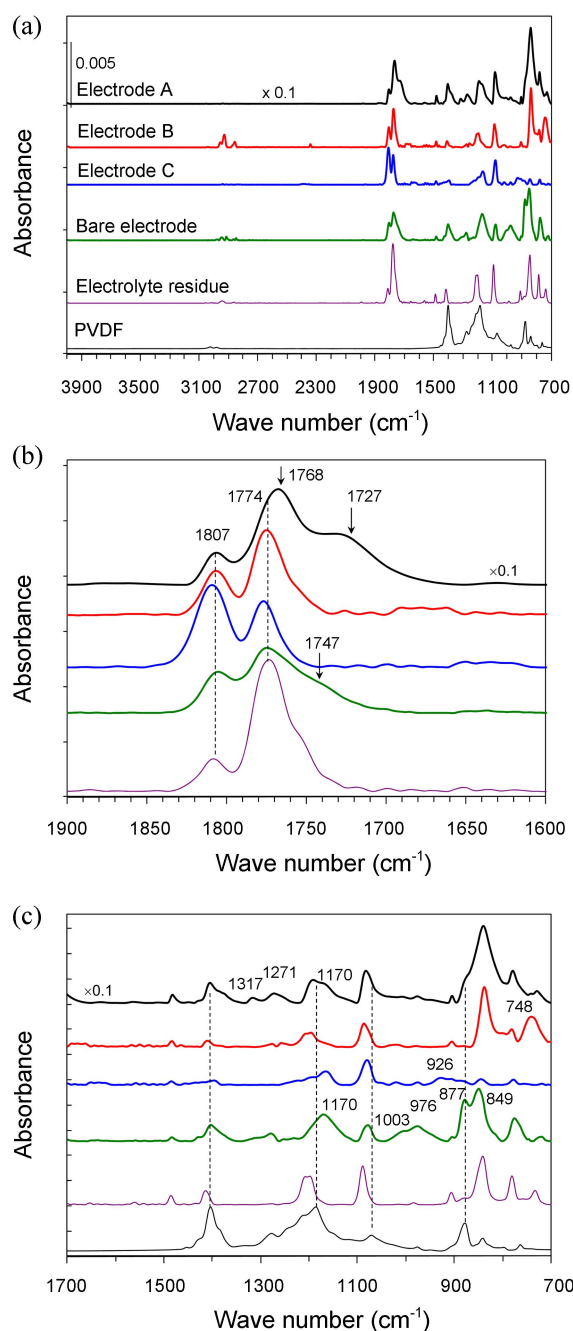 (a)
0.005
Electrode A
x 0.1
Electrode B
Electrode C
Bare electrode
Electrolyte residue
PVDF
Absorbance
3900 3500 3100 2700 2300 1900 1500 1100 700
Wave number (cm⁻¹)
(b)
1768
1774
1727
1807
×0.1
1747
Absorbance
1900 1850 1800 1750 1700 1650 1600
Wave number (cm⁻¹)
(c)
×0.1
1317 1271 1170
748
926
877
849
1170
1003
976
Absorbance
1700 1500 1300 1100 900 700
Wave number (cm⁻¹)